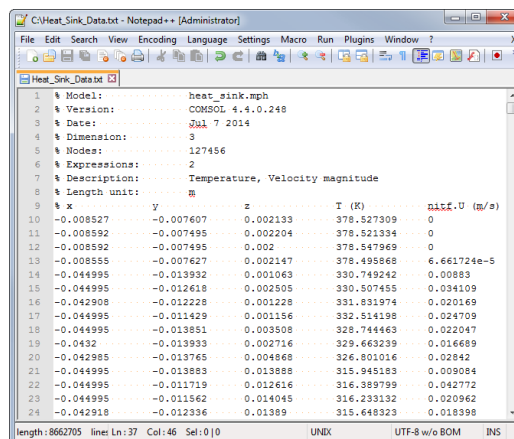 C:\Heat_Sink_Data.txt - Notepad++ [Administrator]
File Edit Search View Encoding Language Settings Macro Run Plugins Window ? X
Heat_Sink_Data.txt
1 % Model: heat_sink.mph
2 % Version: COMSOL 4.4.0.248
3 % Date: Jul 7 2014
4 % Dimension: 3
5 % Nodes: 127456
6 % Expressions: 2
7 % Description: Temperature, Velocity magnitude
8 % Length unit: m
9 % x y z T (K) nitf.U (m/s)
10 -0.008527 -0.007607 0.002133 378.527309 0
11 -0.008592 -0.007495 0.002204 378.521334 0
12 -0.008592 -0.007495 0.002 378.547969 0
13 -0.008555 -0.007627 0.002147 378.495868 6.661724e-5
14 -0.044995 -0.013932 0.001063 330.749242 0.00883
15 -0.044995 -0.012618 0.002505 330.507455 0.034109
16 -0.042908 -0.012228 0.001228 331.831974 0.020169
17 -0.044995 -0.011429 0.001156 332.514198 0.024709
18 -0.044995 -0.013851 0.003508 328.744463 0.022047
19 -0.0432 -0.013933 0.002716 329.663239 0.016689
20 -0.042985 -0.013765 0.004868 326.801016 0.02842
21 -0.044995 -0.013883 0.013888 315.945183 0.009084
22 -0.044995 -0.011719 0.012616 316.389799 0.042772
23 -0.044995 -0.011562 0.014045 316.233132 0.020962
24 -0.042918 -0.012336 0.01389 315.648323 0.018398
length : 8662705 line: Ln : 37 Col : 46 Sel : 0 | 0 UNIX UTF-8 w/o BOM INS